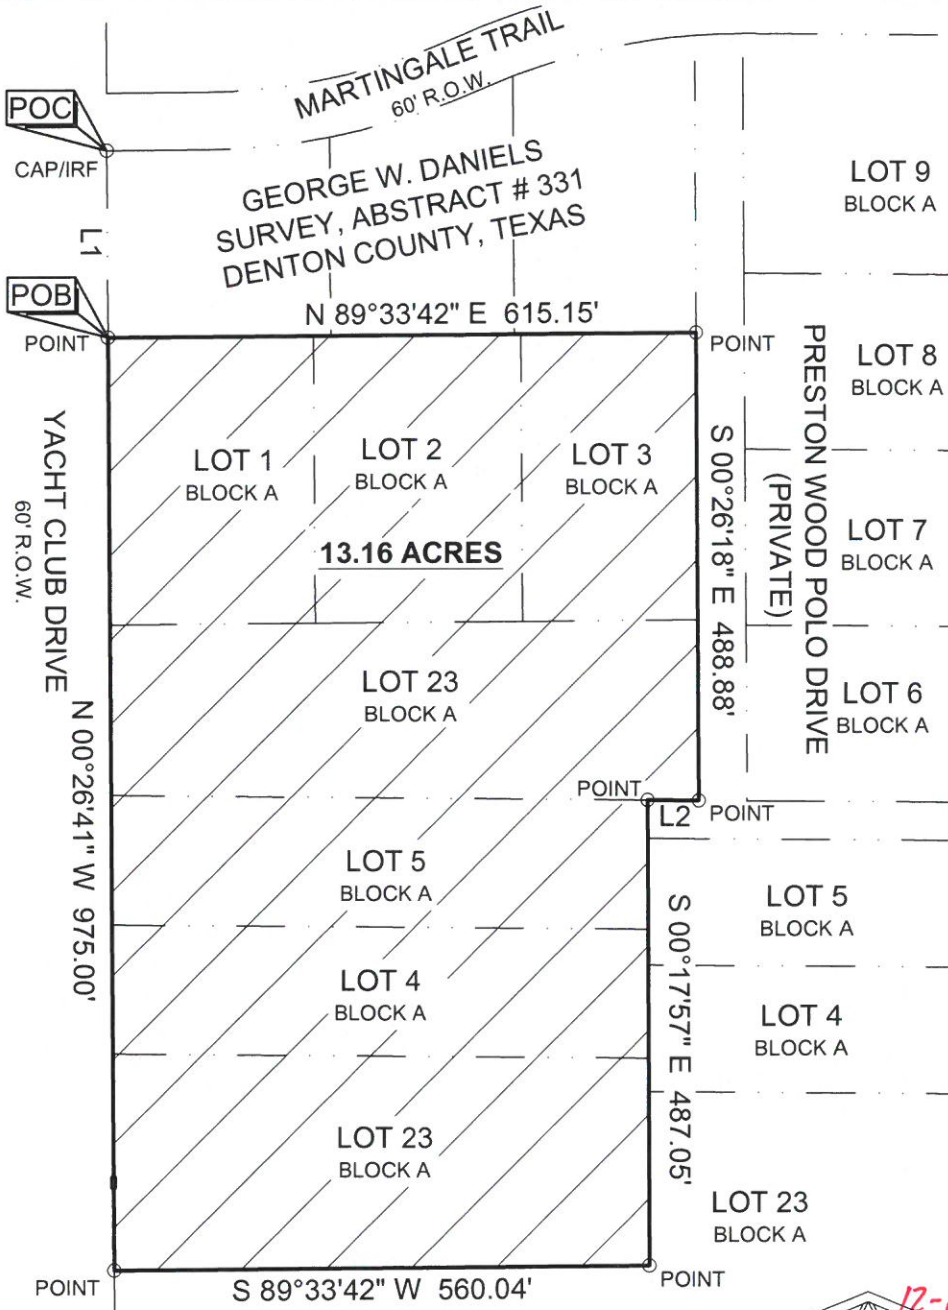 MARTINGALE TRAIL
60' R.O.W.
POC
CAP/IRF
GEORGE W. DANIELS
SURVEY, ABSTRACT # 331
DENTON COUNTY, TEXAS
LOT 9
BLOCK A
L1
POB
POINT
N 89°33'42" E 615.15'
POINT
LOT 8
BLOCK A
PRESTON WOOD POLO DRIVE
(PRIVATE)
YACHT CLUB DRIVE
60' R.O.W.
LOT 1
BLOCK A
LOT 2
BLOCK A
LOT 3
BLOCK A
S 00°26'18" E 488.88'
13.16 ACRES
LOT 7
BLOCK A
LOT 23
BLOCK A
LOT 6
BLOCK A
N 00°26'41" W 975.00'
POINT
L2
POINT
LOT 5
BLOCK A
LOT 5
BLOCK A
S 00°17'57" E 487.05'
LOT 4
BLOCK A
LOT 4
BLOCK A
LOT 23
BLOCK A
LOT 23
BLOCK A
POINT
S 89°33'42" W 560.04'
POINT